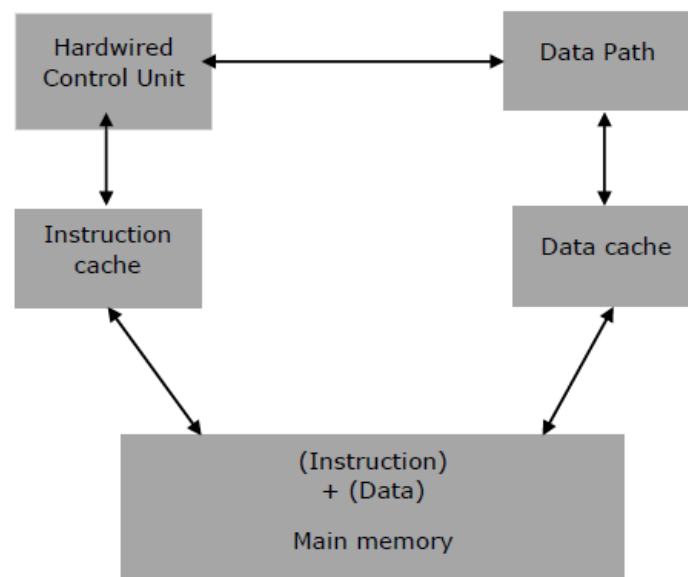 Hardwired
Control Unit
Data Path
Instruction
cache
Data cache
(Instruction)
+ (Data)
Main memory